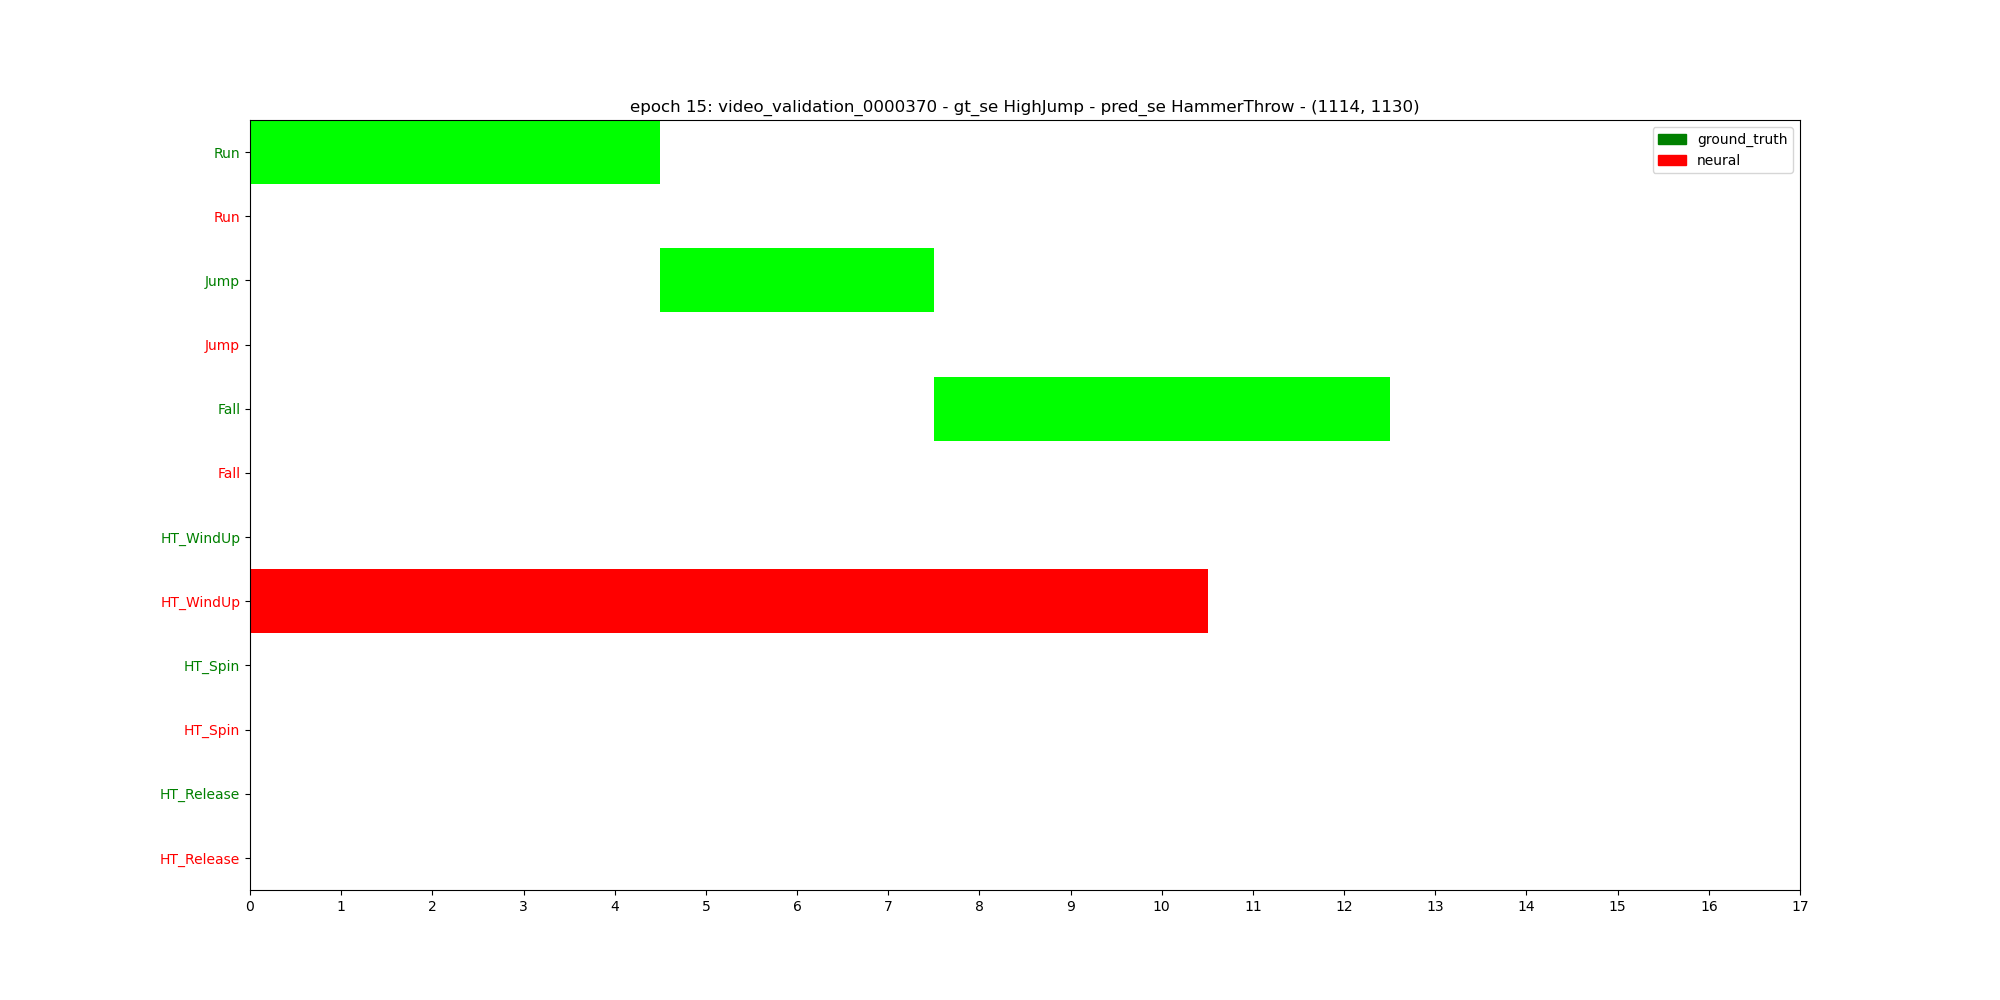 epoch 15: video_validation_0000370 - gt_se HighJump - pred_se HammerThrow - (1114, 1130)
ground_truth
neural
Run
Run
Jump
Jump
Fall
Fall
HT_WindUp
HT_WindUp
HT_Spin
HT_Spin
HT_Release
HT_Release
0 1 2 3 4 5 6 7 8 9 10 11 12 13 14 15 16 17